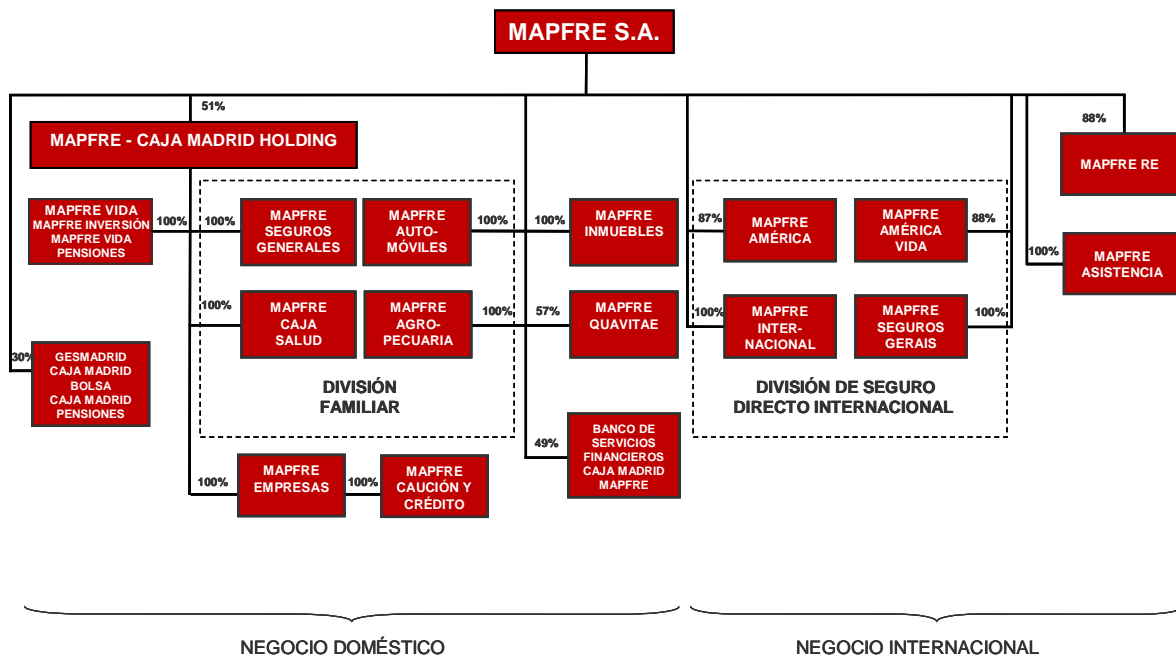 MAPFRE S.A.
51%
MAPFRE - CAJA MADRID HOLDING
88%
MAPFRE RE
MAPFRE VIDA
MAPFRE INVERSIÓN
MAPFRE VIDA
PENSIONES
100%
100%
MAPFRE
SEGUROS
GENERALES
MAPFRE
AUTO-
MÓVILES
100%
100%
MAPFRE
INMUEBLES
87%
MAPFRE
AMÉRICA
MAPFRE
AMÉRICA
VIDA
88%
100%
MAPFRE
ASISTENCIA
100%
MAPFRE
CAJA
SALUD
MAPFRE
AGRO-
PECUARIA
100%
57%
MAPFRE
QUAVITAE
100%
MAPFRE
INTER-
NACIONAL
MAPFRE
SEGUROS
GERAIS
100%
30%
GESMADRID
CAJA MADRID
BOLSA
CAJA MADRID
PENSIONES
DIVISIÓN
FAMILIAR
DIVISIÓN DE SEGURO
DIRECTO INTERNACIONAL
49%
BANCO DE
SERVICIOS
FINANCIEROS
CAJA MADRID
MAPFRE
100%
MAPFRE
EMPRESAS
100%
MAPFRE
CAUCIÓN Y
CRÉDITO
NEGOCIO DOMÉSTICO
NEGOCIO INTERNACIONAL